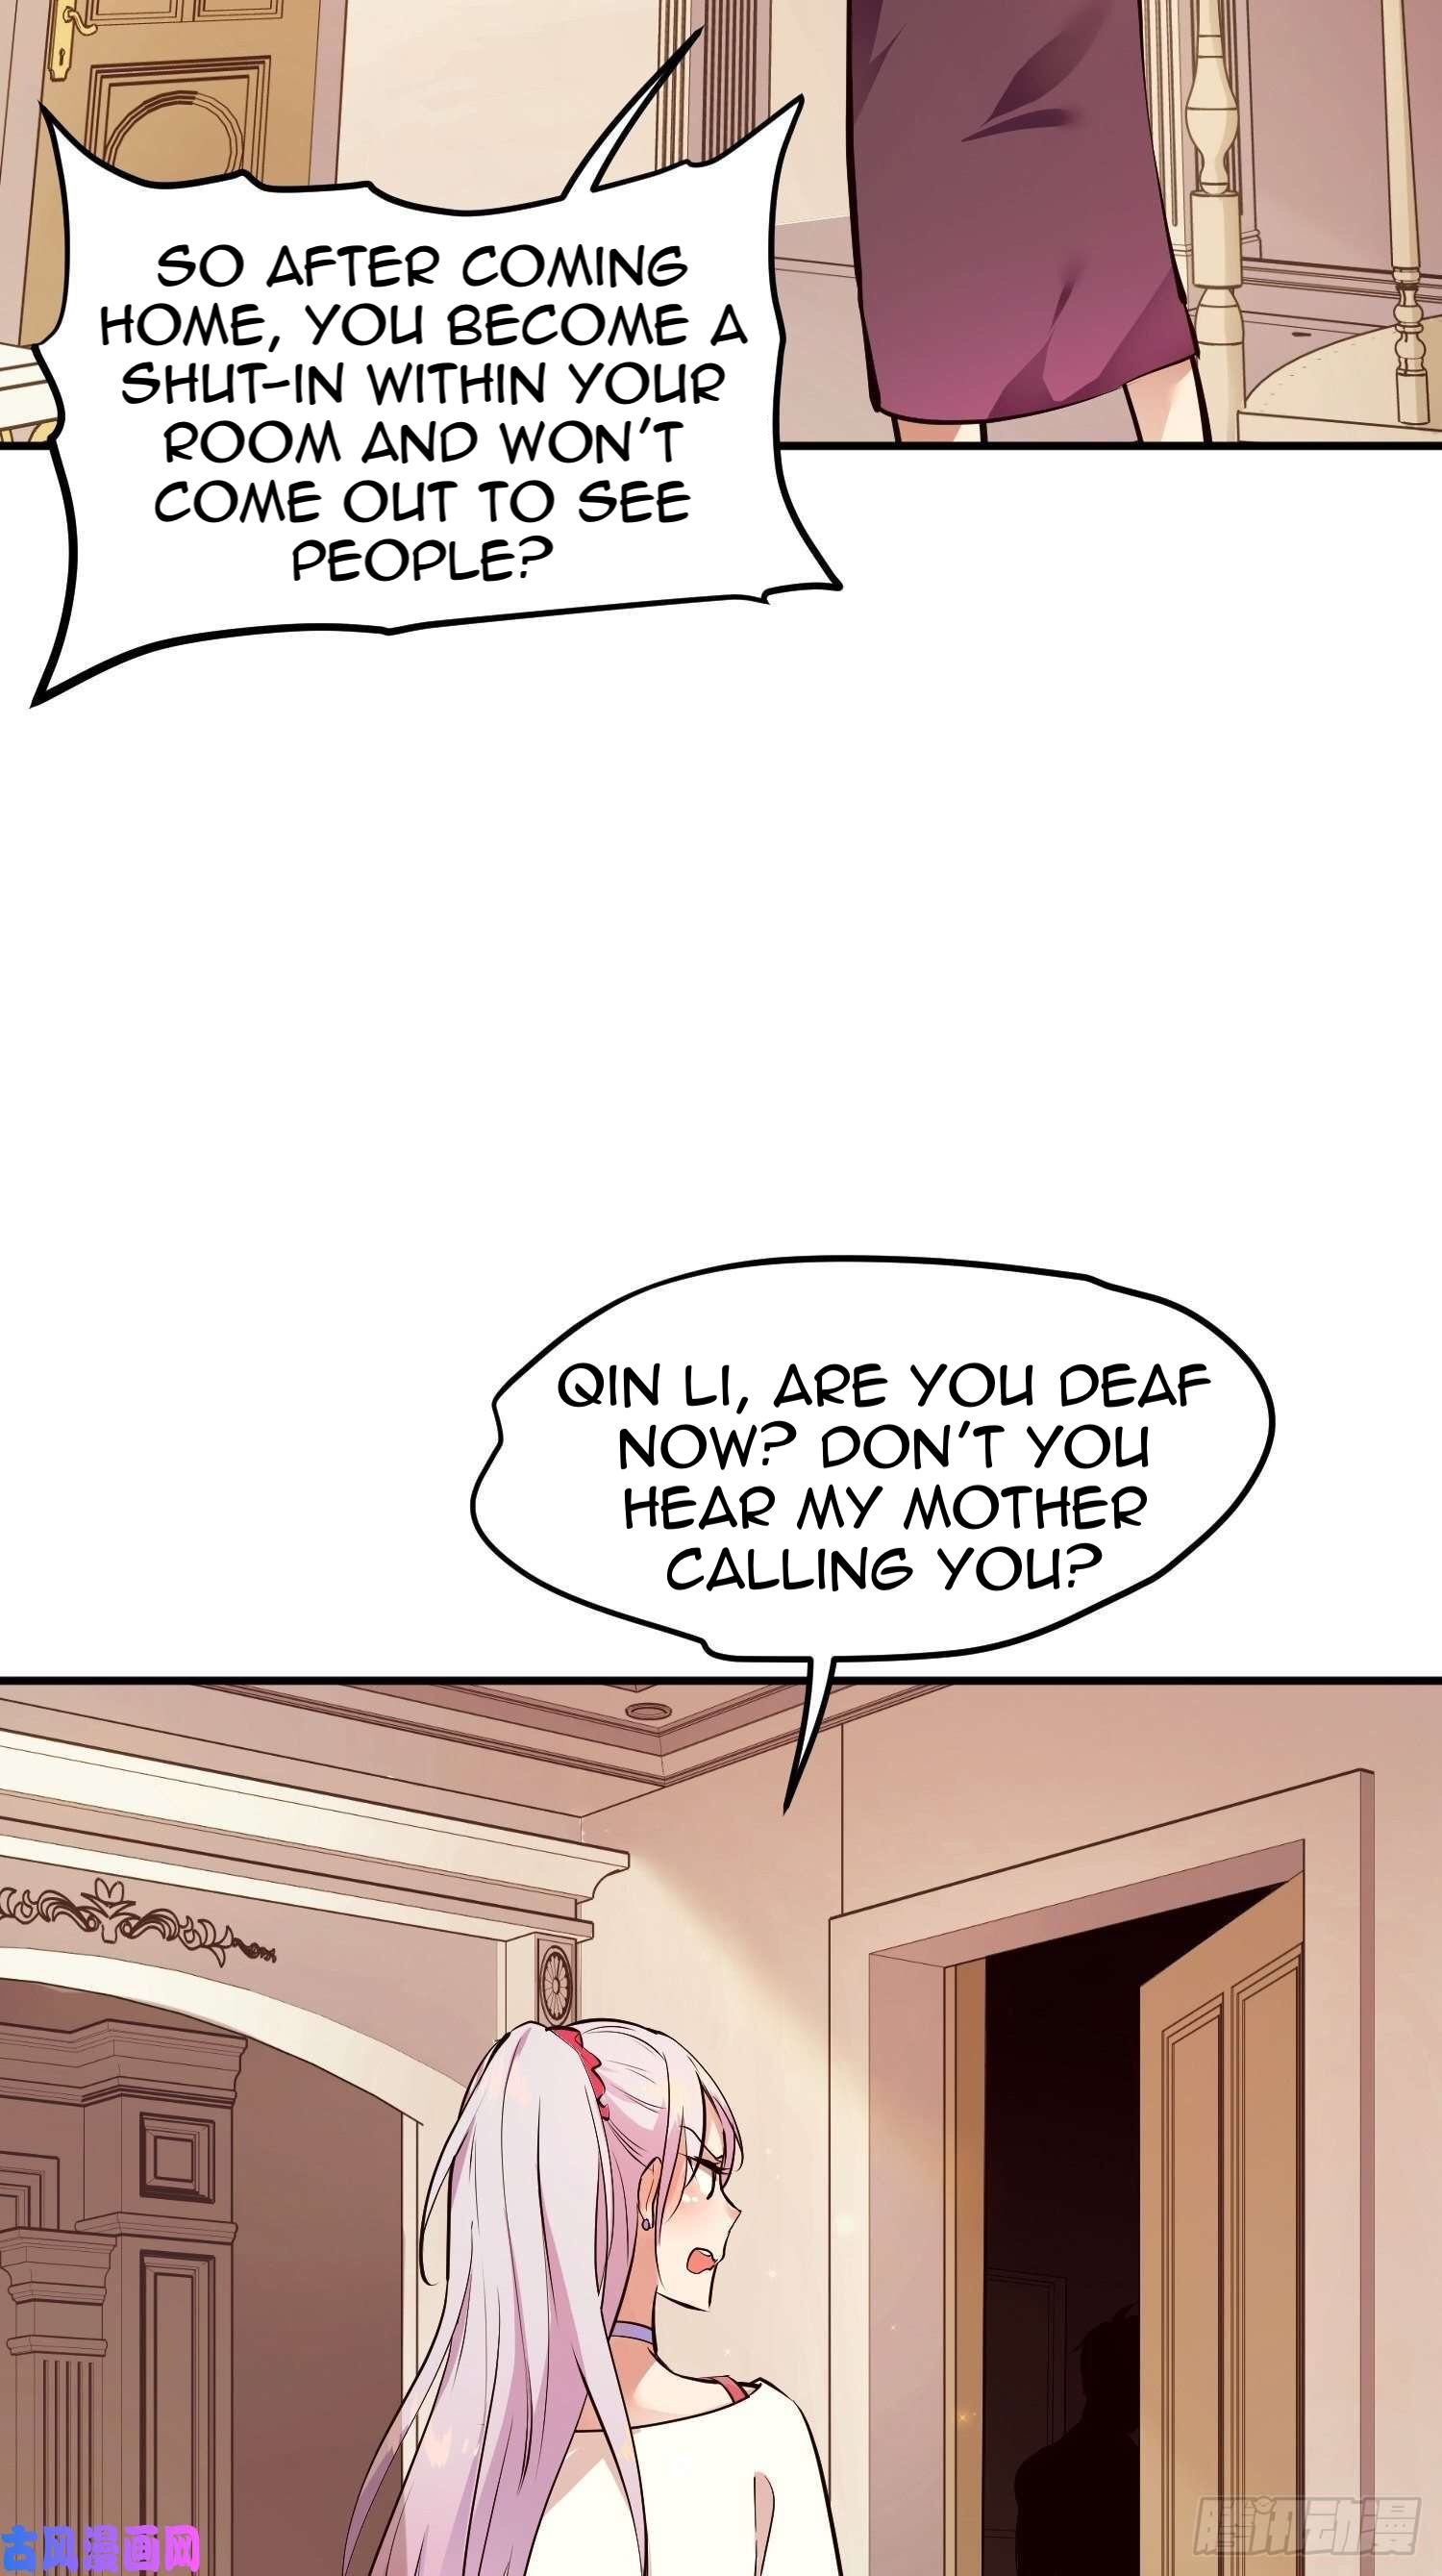 SO AFTER COMING
HOME, YOU BECOME A
SHUT-IN WITHIN YOUR
ROOM AND WON'T
COME OUT TO SEE
PEOPLE?
QIN LI, ARE YOU DEAF
NOW? DON'T YOU
HEAR MY MOTHER
CALLING YOU?
古风漫画网
腾讯动漫